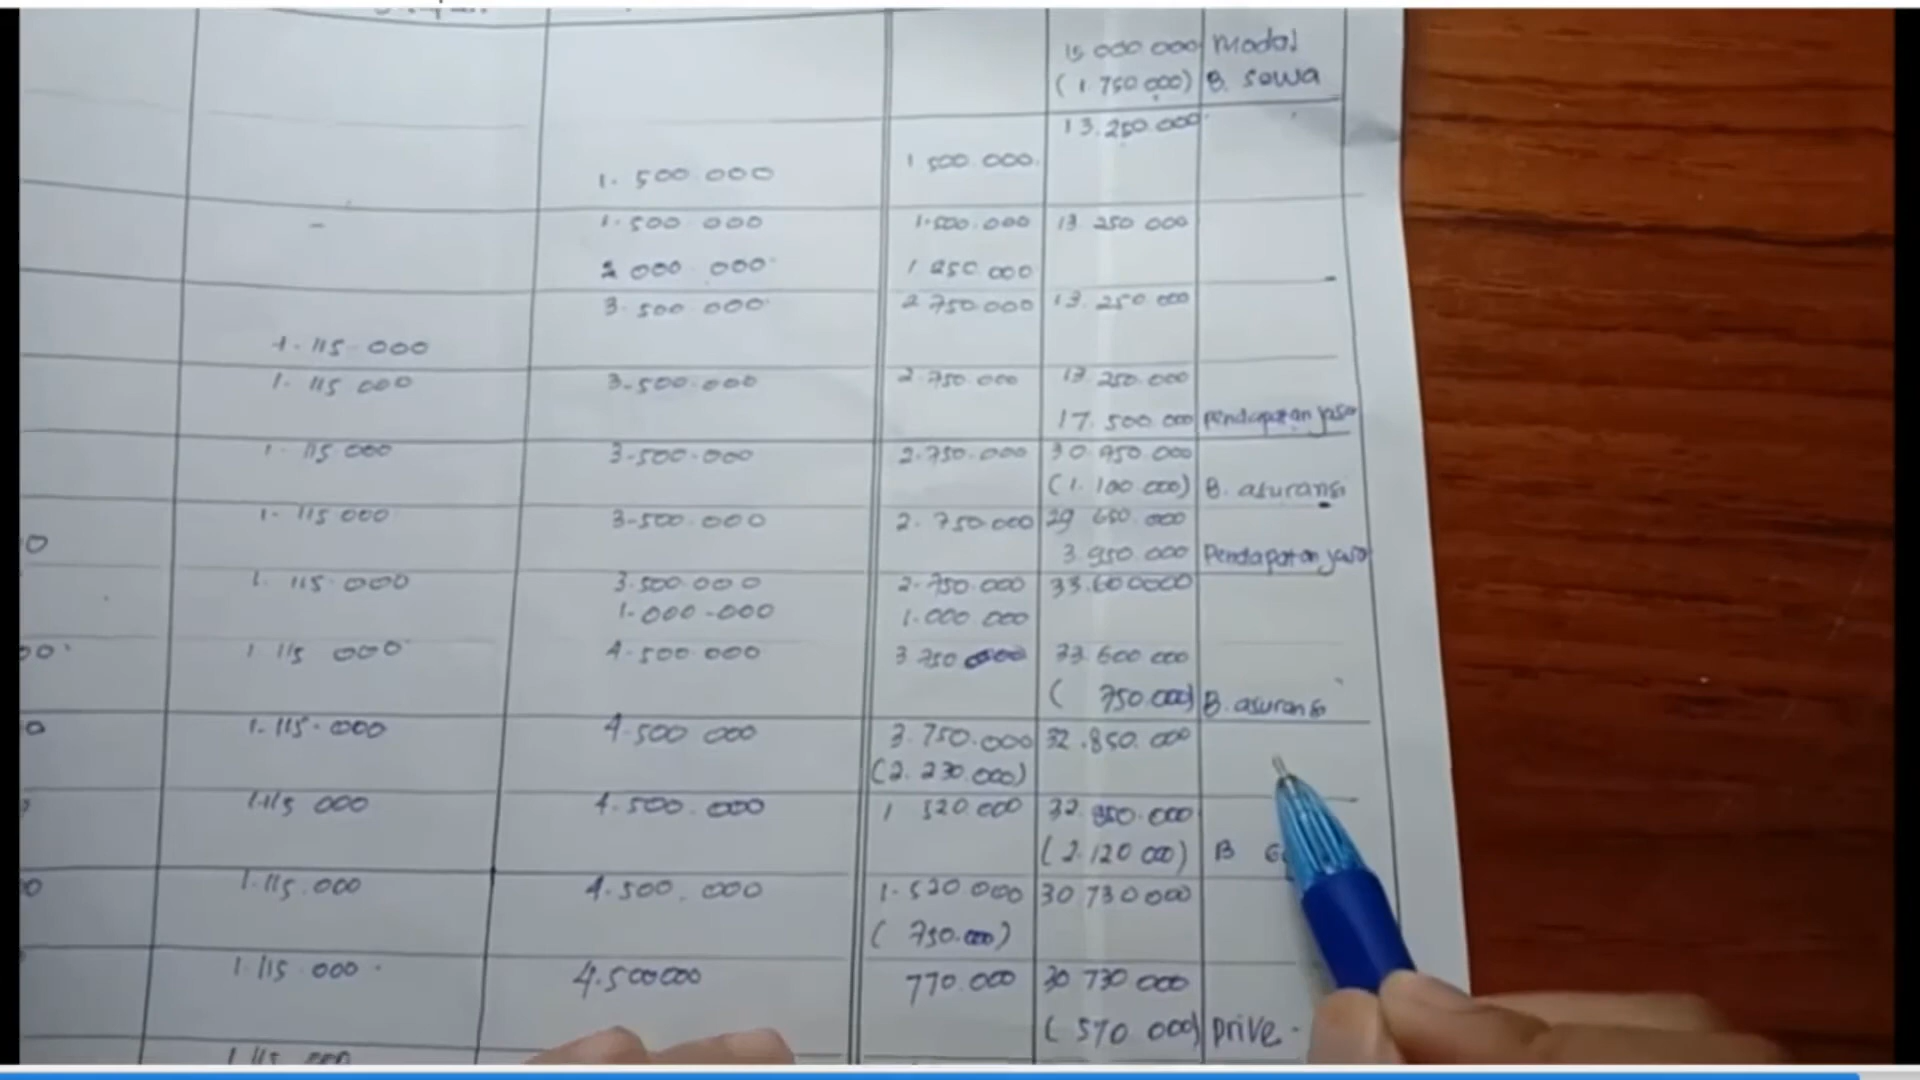 15 000 000 Modal
(1.750 000) B. sewa
13.250.000
1. 500.000 1 500.000.
- 1.500 000 1.500.000 13 250 000
2 000 000 1 250.000
3.500.000 2 750.000 13.250 000
1.115.000
1.115 000 3.500.000 2.750.000 13 250.000
17.500.000 Pendapatan jasa
1.115 000 3.500.000 2.750.000 30 750 000
(1.100 000) B. asuransi
0 1.115 000 3.500.000 2.750.000 29 650.000
3.950.000 Pendapatan jasa
1. 115.000 3.500.000 2.750.000 33.600000
1.000.000 1.000 000
00. 1 115 000 4.500.000 3 750 000 33.600 000
(750.000) B. asuransi
0 1.115.000 4.500 000 3.750.000 32.850.000
(2.230.000)
1.115 000 4.500.000 1 520.000 32 850.000
(2.120 000) B
0 1.115.000 4.500.000 1.520 000 30 730 000
(750.000)
1.115.000. 4.500000 770.000 30 730 000
(570 000) prive.